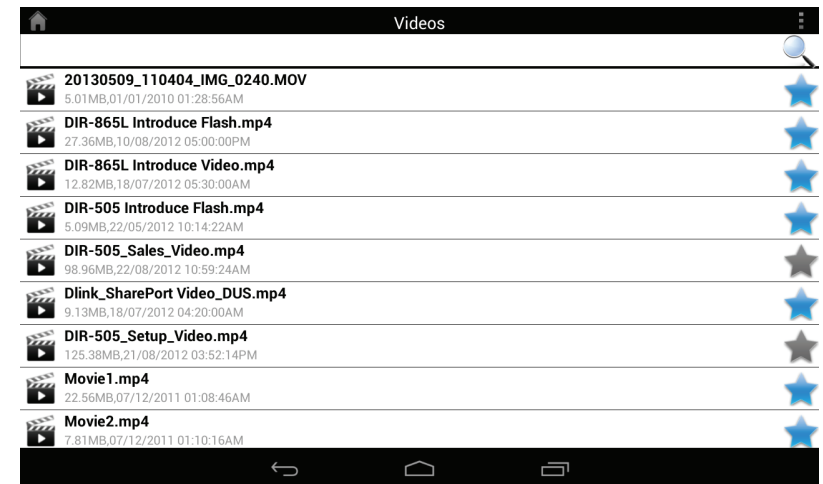 Videos
20130509_110404_IMG_0240.MOV
5.01MB,01/01/2010 01:28:56AM
DIR-865L Introduce Flash.mp4
27.36MB,10/08/2012 05:00:00PM
DIR-865L Introduce Video.mp4
12.82MB,18/07/2012 05:30:00AM
DIR-505 Introduce Flash.mp4
5.09MB,22/05/2012 10:14:22AM
DIR-505_Sales_Video.mp4
98.96MB,22/08/2012 10:59:24AM
Dlink_SharePort Video_DUS.mp4
9.13MB,18/07/2012 04:20:00AM
DIR-505_Setup_Video.mp4
125.38MB,21/08/2012 03:52:14PM
Movie1.mp4
22.56MB,07/12/2011 01:08:46AM
Movie2.mp4
7.81MB,07/12/2011 01:10:16AM